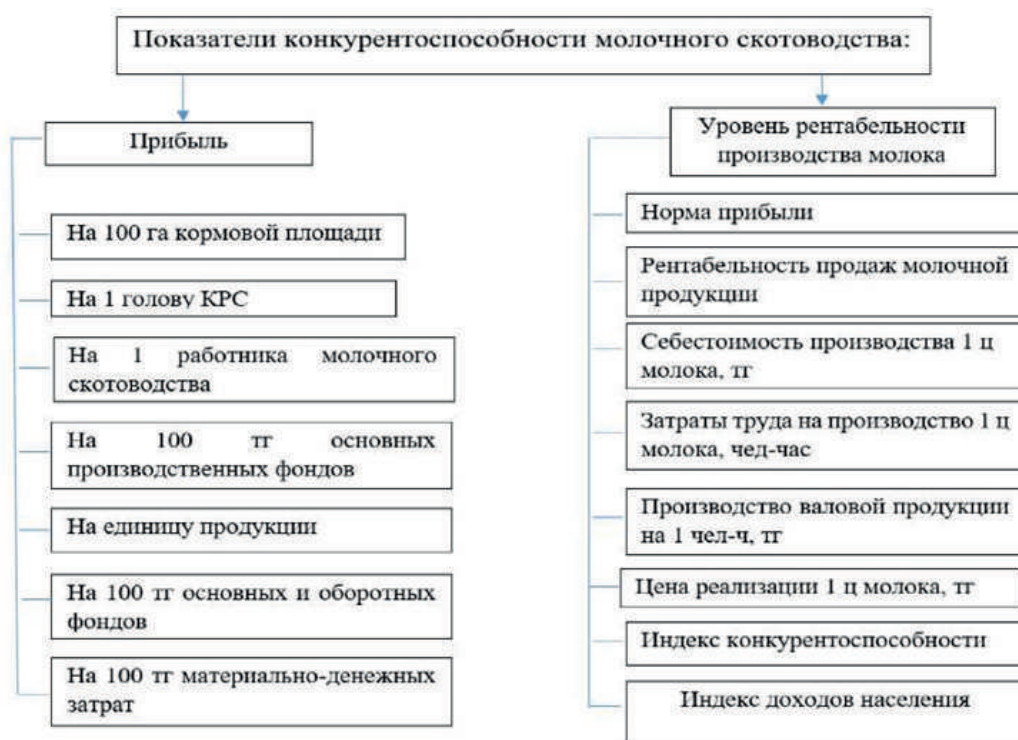 Показатели конкурентоспособности молочного скотоводства:
Прибыль
На 100 га кормовой площади
На 1 голову КРС
На 1 работника молочного
скотоводства
На 100 тг основных
производственных фондов
На единицу продукции
На 100 тг основных и оборотных
фондов
На 100 тг материально-денежных
затрат
Уровень рентабельности
производства молока
Норма прибыли
Рентабельность продаж молочной
продукции
Себестоимость производства 1 ц
молока, тг
Затраты труда на производство 1 ц
молока, чед-час
Производство валовой продукции
на 1 чел-ч, тг
Цена реализации 1 ц молока, тг
Индекс конкурентоспособности
Индекс доходов населения